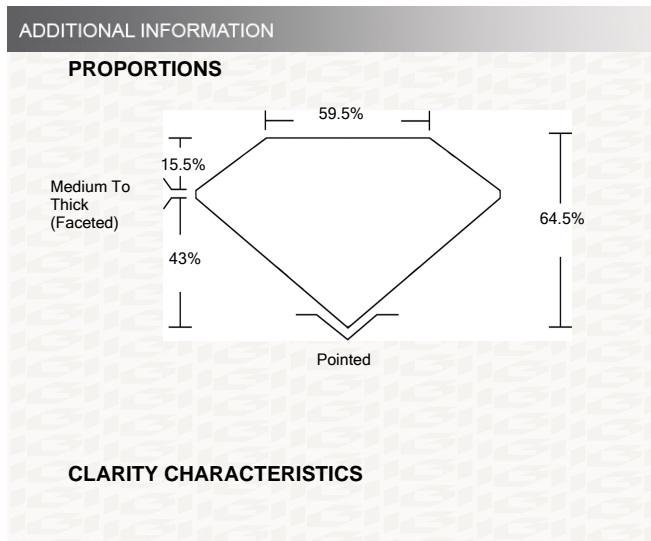 ADDITIONAL INFORMATION
PROPORTIONS
59.5%
15.5%
Medium To
Thick
(Faceted)
64.5%
43%
Pointed
CLARITY CHARACTERISTICS